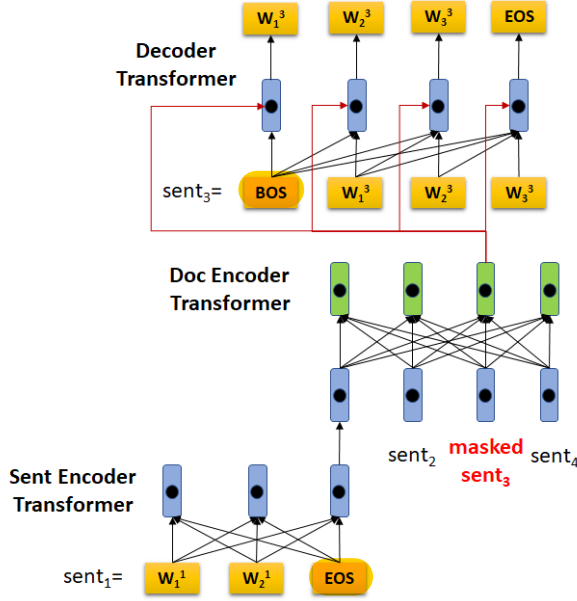 W₁³ W₂³ W₃³ EOS
Decoder
Transformer
sent₃= BOS W₁³ W₂³ W₃³
Doc Encoder
Transformer
sent₂ masked sent₄
sent₃
Sent Encoder
Transformer
sent₁= W₁¹ W₂¹ EOS